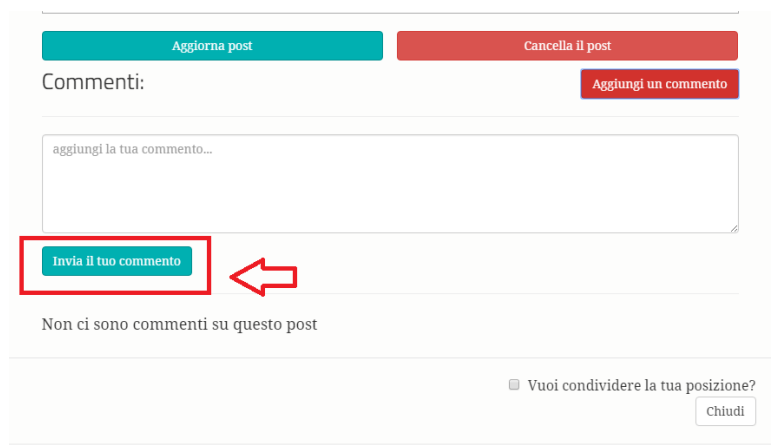 Aggiorna post
Cancella il post
Commenti:
Aggiungi un commento
aggiungi la tua commento...
Invia il tuo commento
Non ci sono commenti su questo post
Vuoi condividere la tua posizione?
Chiudi